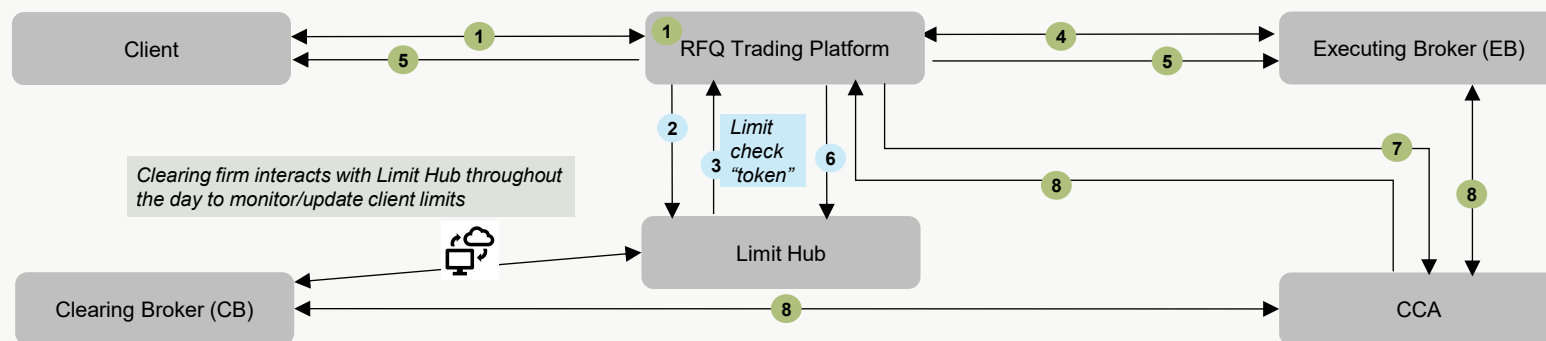 Client
1
5
1
RFQ Trading Platform
4
5
Executing Broker (EB)
2
3
Limit
check
“token”
6
7
8
8
Clearing firm interacts with Limit Hub throughout
the day to monitor/update client limits
Limit Hub
Clearing Broker (CB)
8
CCA